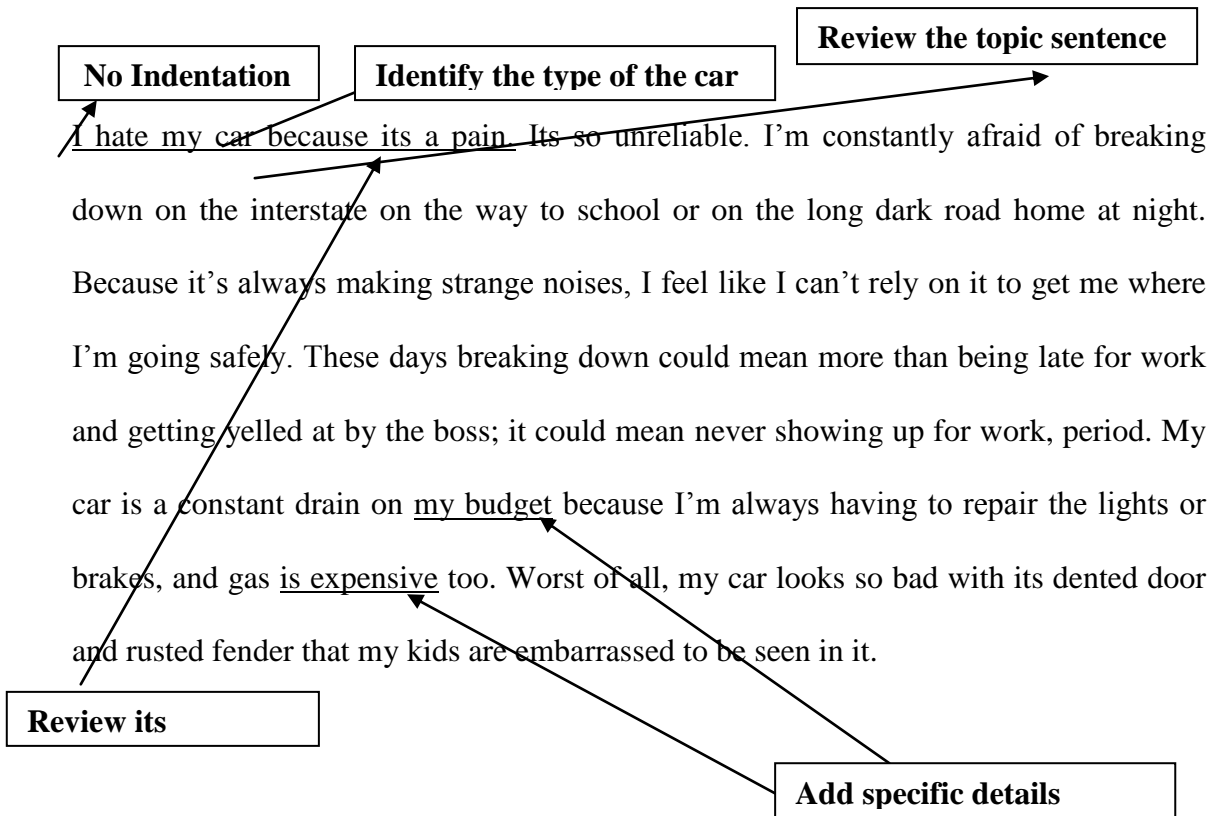 Review the topic sentence
No Indentation
Identify the type of the car
I hate my car because its a pain. Its so unreliable. I'm constantly afraid of breaking
down on the interstate on the way to school or on the long dark road home at night.
Because it's always making strange noises, I feel like I can't rely on it to get me where
I'm going safely. These days breaking down could mean more than being late for work
and getting yelled at by the boss; it could mean never showing up for work, period. My
car is a constant drain on my budget because I'm always having to repair the lights or
brakes, and gas is expensive too. Worst of all, my car looks so bad with its dented door
and rusted fender that my kids are embarrassed to be seen in it.
Review its
Add specific details